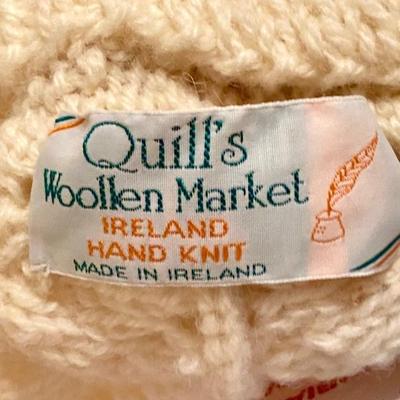 Quill's
Woollen Market
IRELAND
HAND KNIT
MADE IN IRELAND